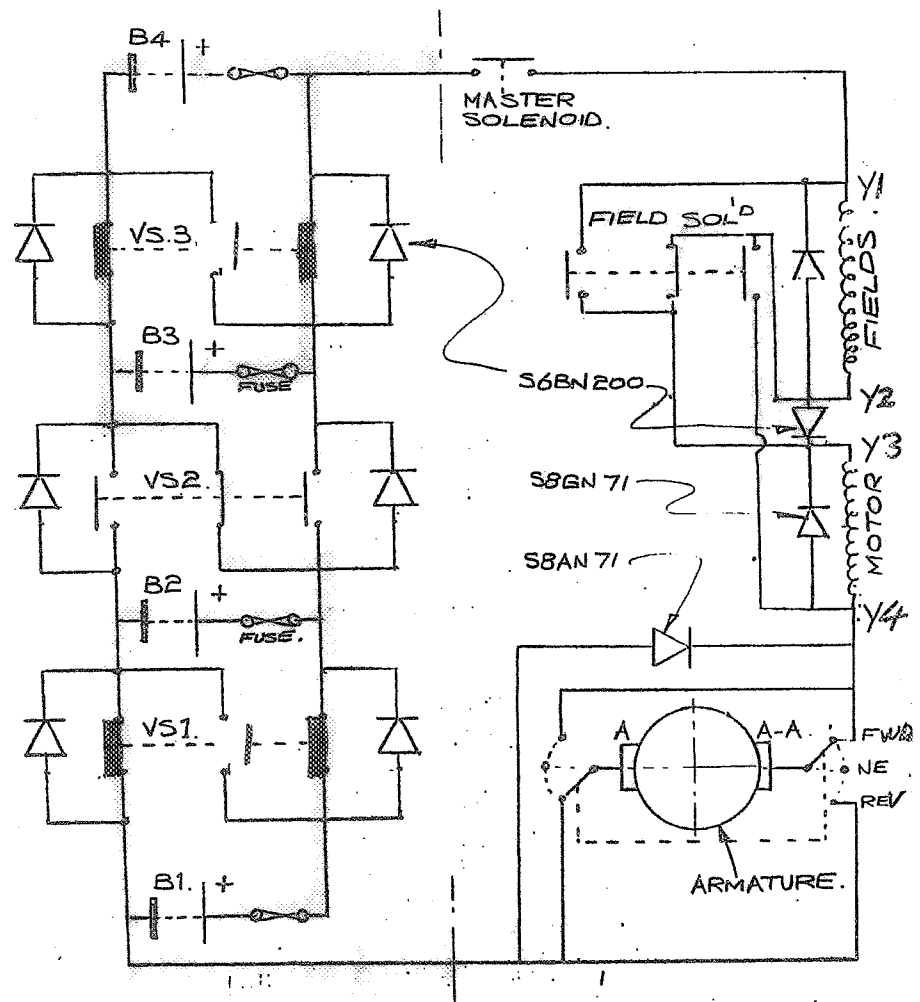 B4 +
MASTER
SOLENOID.
Y1
FIELD SOL'D
FIELDS.
VS.3.
B3 +
FUSE
S6BN200
Y2
Y3
VS2.
S8GN 71
MOTOR
S8AN 71
B2 +
FUSE.
Y4
VS1.
A
A-A
FWD
NE
REV
B1. +
ARMATURE.